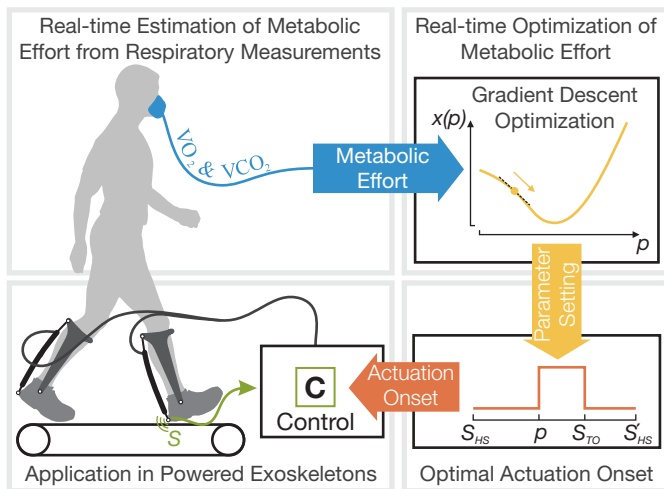 Real-time Estimation of Metabolic
Effort from Respiratory Measurements
VO₂ & VCO₂
Metabolic
Effort
Real-time Optimization of
Metabolic Effort
Gradient Descent
Optimization
x(p)
p
Parameter
Setting
Actuation
Onset
C
Control
S
S_HS p S_TO S'_HS
Application in Powered Exoskeletons
Optimal Actuation Onset